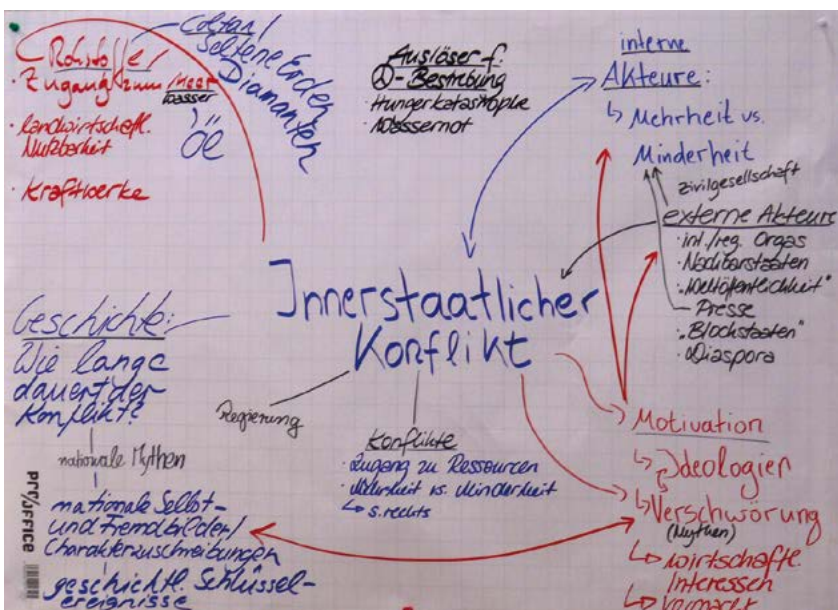 Rohstoffe/
Zugang zum Meer
wasser
· landwirtschaftl.
Nutzbarkeit
· Kraftwerke
Coltan/
Seltene Erden
Diamanten
Öl
Auslöser f.
- Bestrebung
· Hungerkatastrophe
· Wassernot
interne
Akteure:
↳ Mehrheit vs.
Minderheit
Zivilgesellschaft
externe Akteure
· int./reg. Orgas
· Nachbarstaaten
· "Weltöffentlichkeit"
Presse
· "Blockstaaten"
· Diaspora
Innerstaatlicher
Konflikt
Geschichte:
Wie lange
dauert der
Konflikt?
nationale Mythen
nationale Selbst-
und Fremdbilder/
Charakterzuschreibungen
geschichtl. Schlüssel-
ereignisse
Regierung
Konflikte
· Zugang zu Ressourcen
· Mehrheit vs. Minderheit
↳ s. rechts
Motivation
↳ Ideologien
↳ Verschwörung
(Mythen)
↳ wirtschaftl.
Interessen